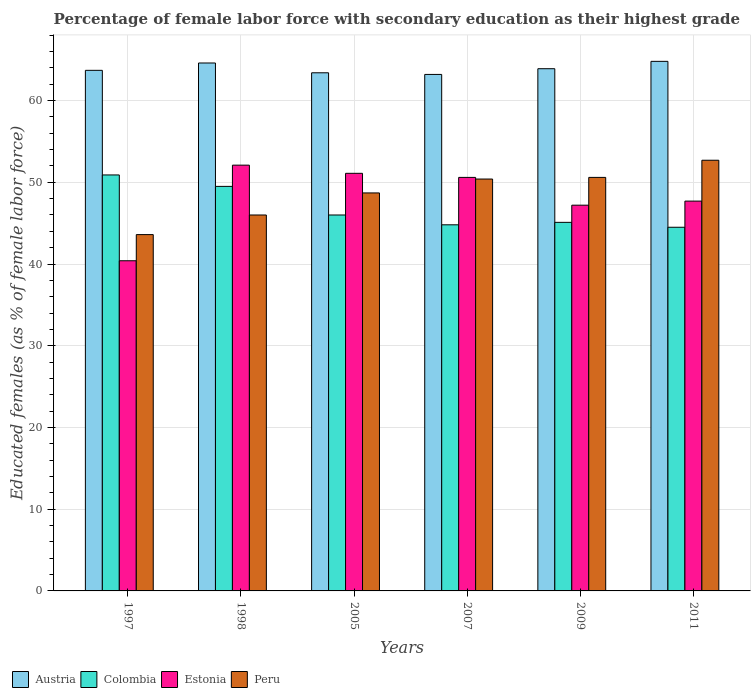 Percentage of female labor force with secondary education as their highest grade
Educated females (as % of female labor force)
60
50
40
30
20
10
0
1997
1998
2005
2007
2009
2011
Years
Austria
Colombia
Estonia
Peru